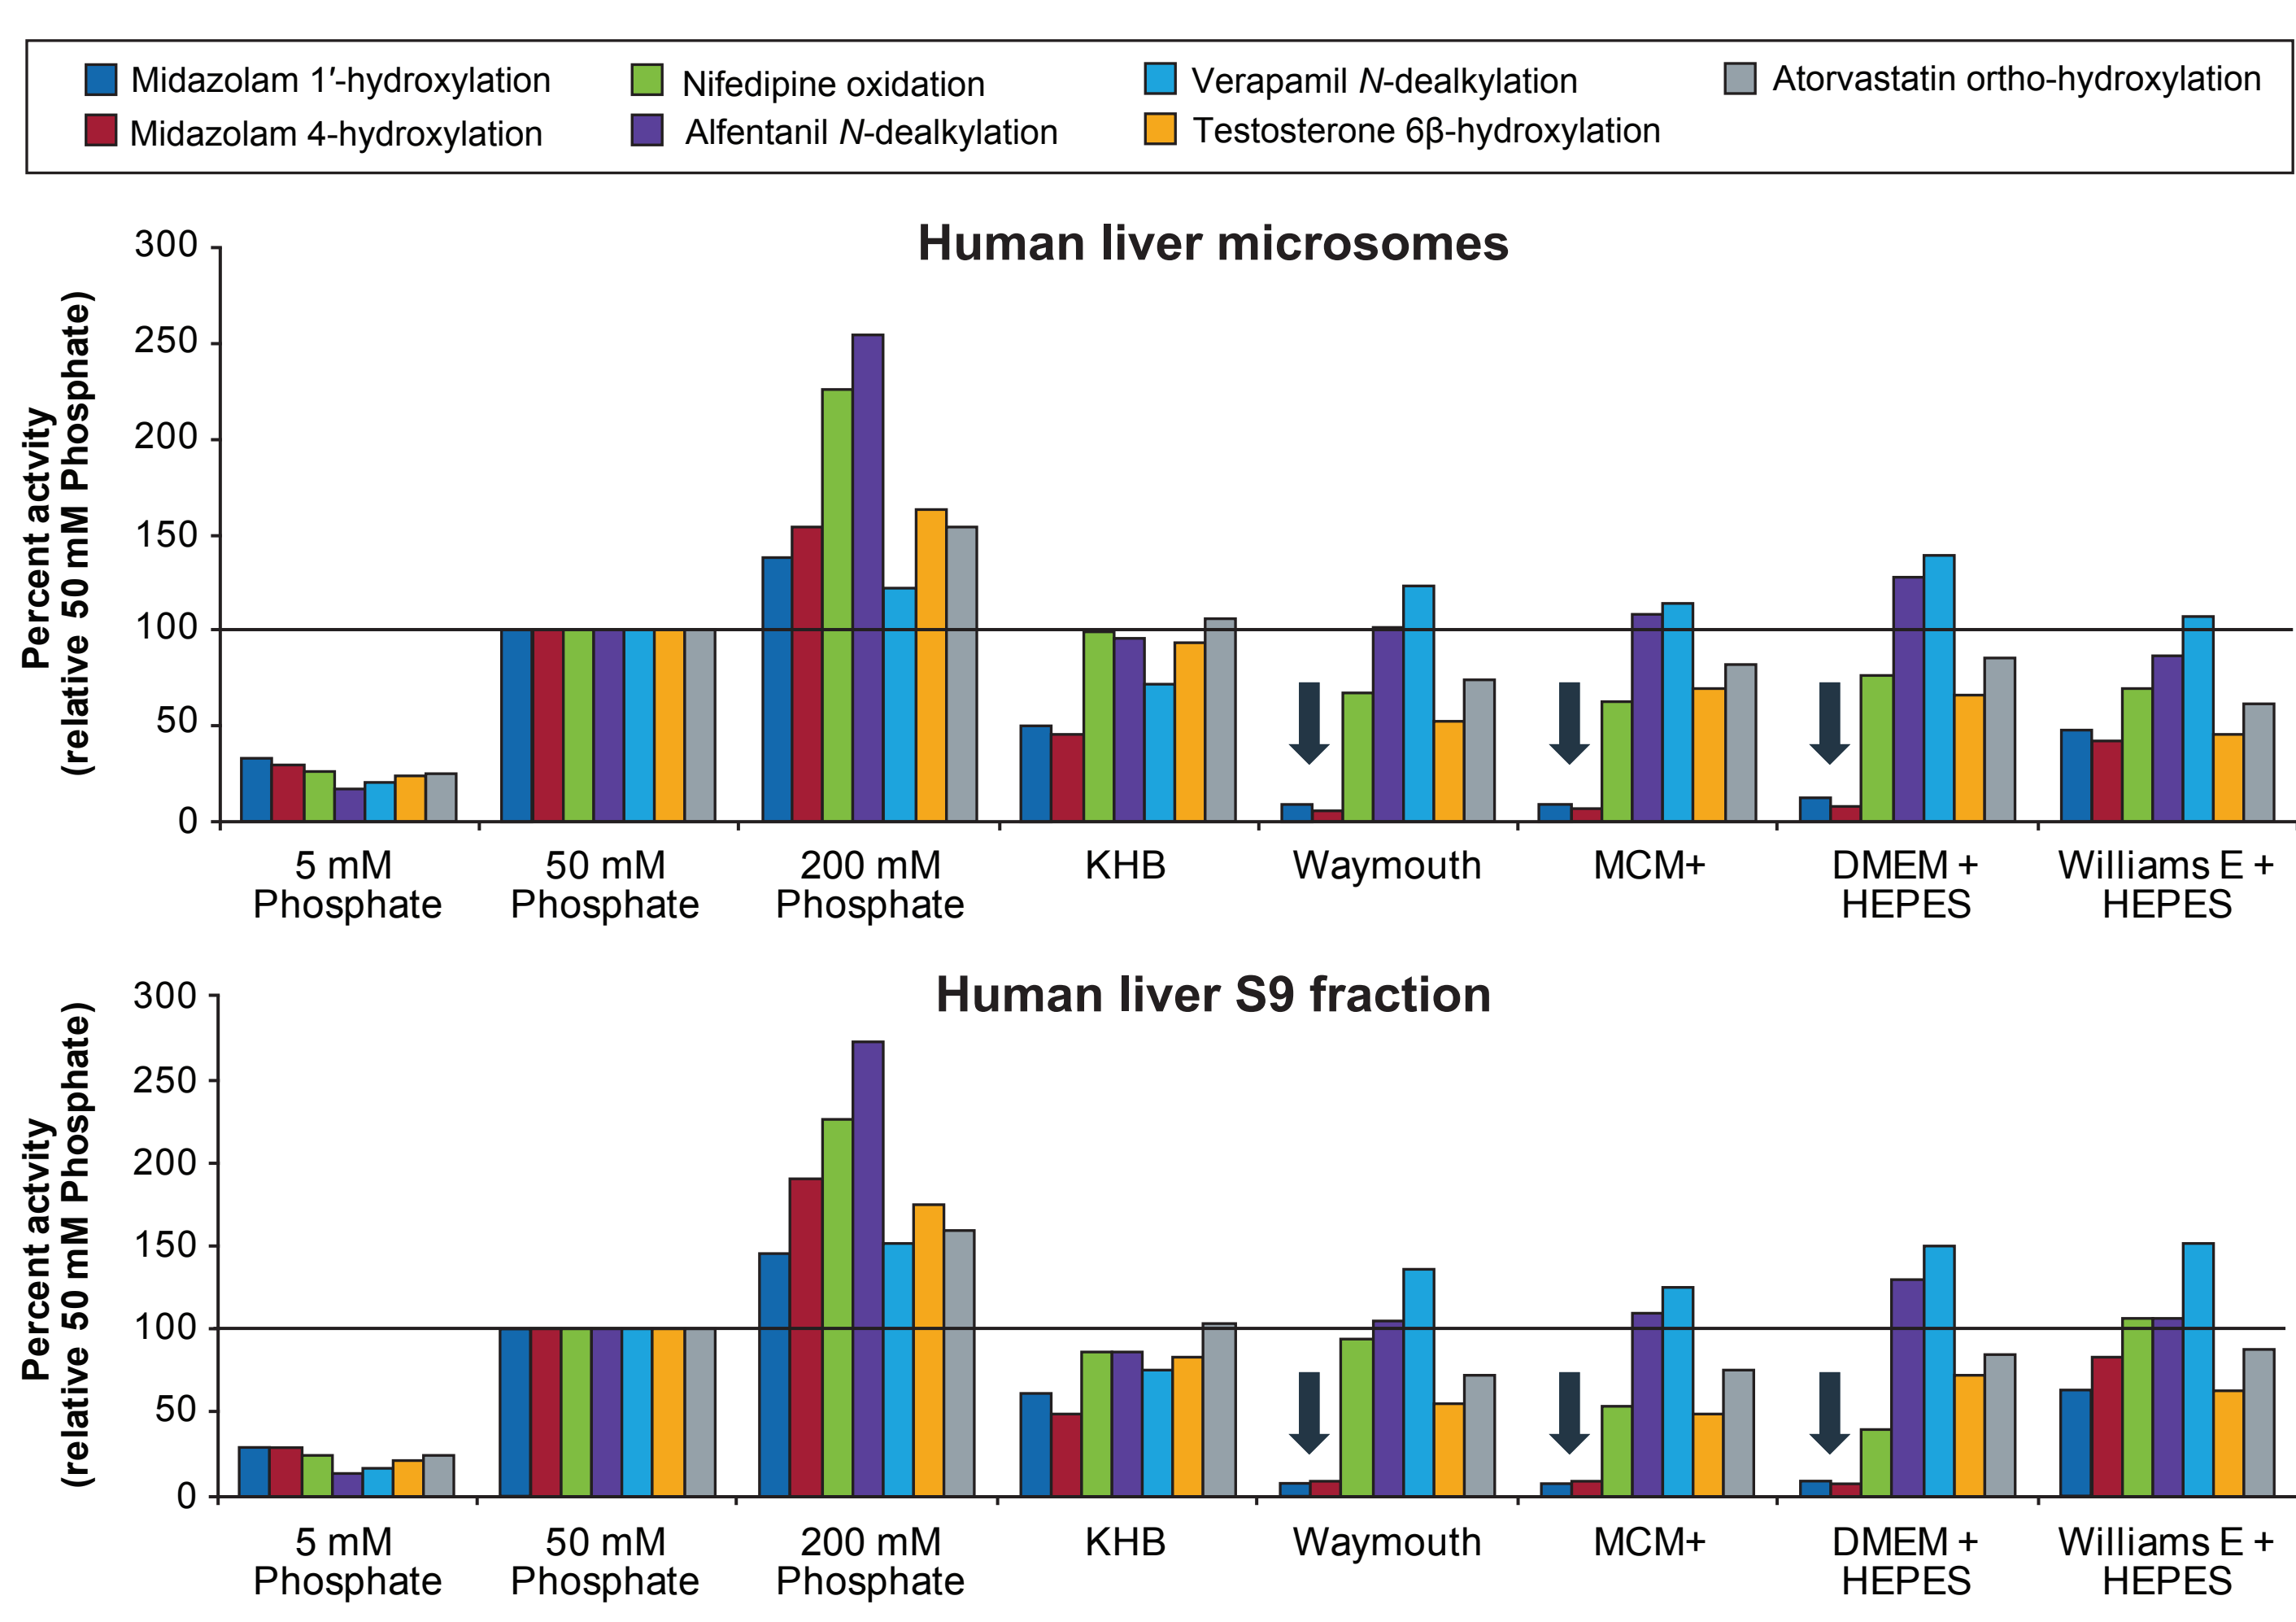 Midazolam 1′-hydroxylation
Nifedipine oxidation
Verapamil N-dealkylation
Atorvastatin ortho-hydroxylation
Midazolam 4-hydroxylation
Alfentanil N-dealkylation
Testosterone 6β-hydroxylation
Human liver microsomes
Percent actvity
(relative 50 mM Phosphate)
300
250
200
150
100
50
0
5 mM
Phosphate
50 mM
Phosphate
200 mM
Phosphate
KHB
Waymouth
MCM+
DMEM +
HEPES
Williams E +
HEPES
Human liver S9 fraction
Percent actvity
(relative 50 mM Phosphate)
300
250
200
150
100
50
0
5 mM
Phosphate
50 mM
Phosphate
200 mM
Phosphate
KHB
Waymouth
MCM+
DMEM +
HEPES
Williams E +
HEPES